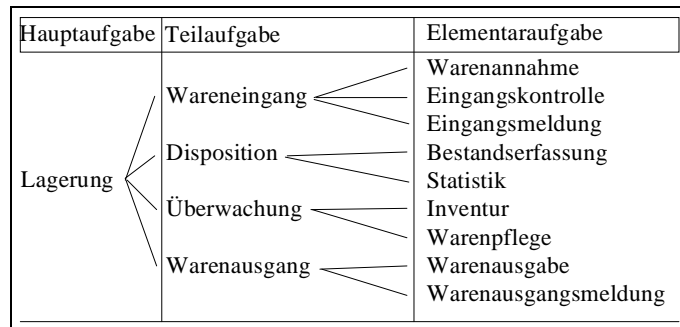 Hauptaufgabe Teilaufgabe Elementaraufgabe
Warenannahme
Wareneingang Eingangskontrolle
Eingangsmeldung
Disposition Bestandserfassung
Lagerung Statistik
Überwachung Inventur
Warenpflege
Warenausgang Warenausgabe
Warenausgangsmeldung